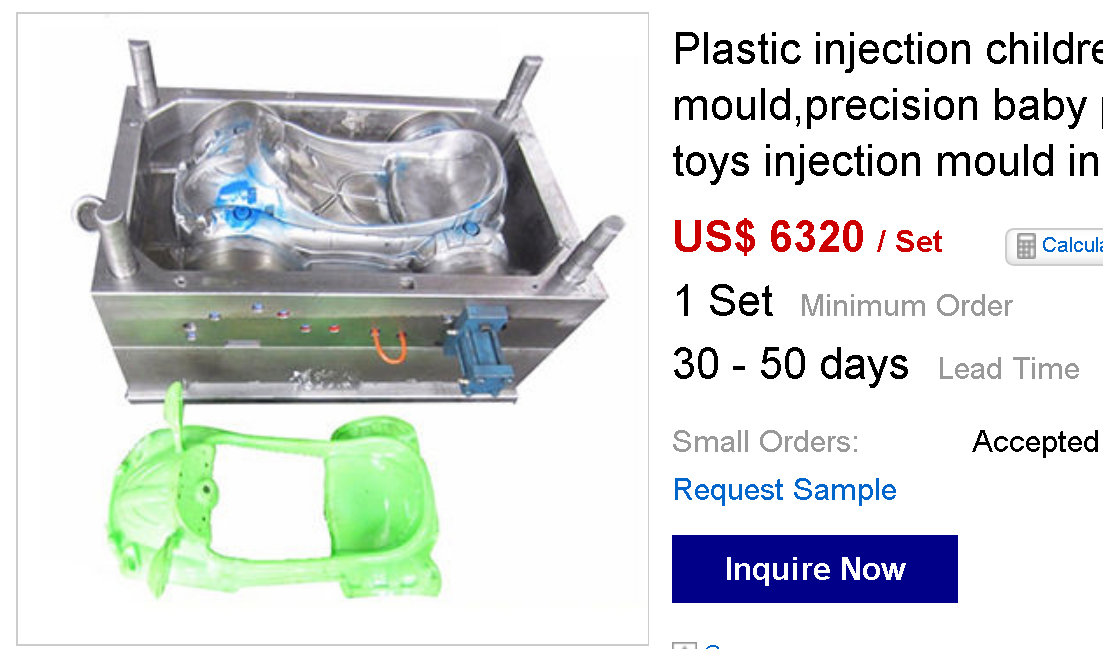 Plastic injection childre
mould,precision baby
toys injection mould in
US$ 6320 / Set
Calcula
1 Set Minimum Order
30 - 50 days Lead Time
Small Orders: Accepted
Request Sample
Inquire Now